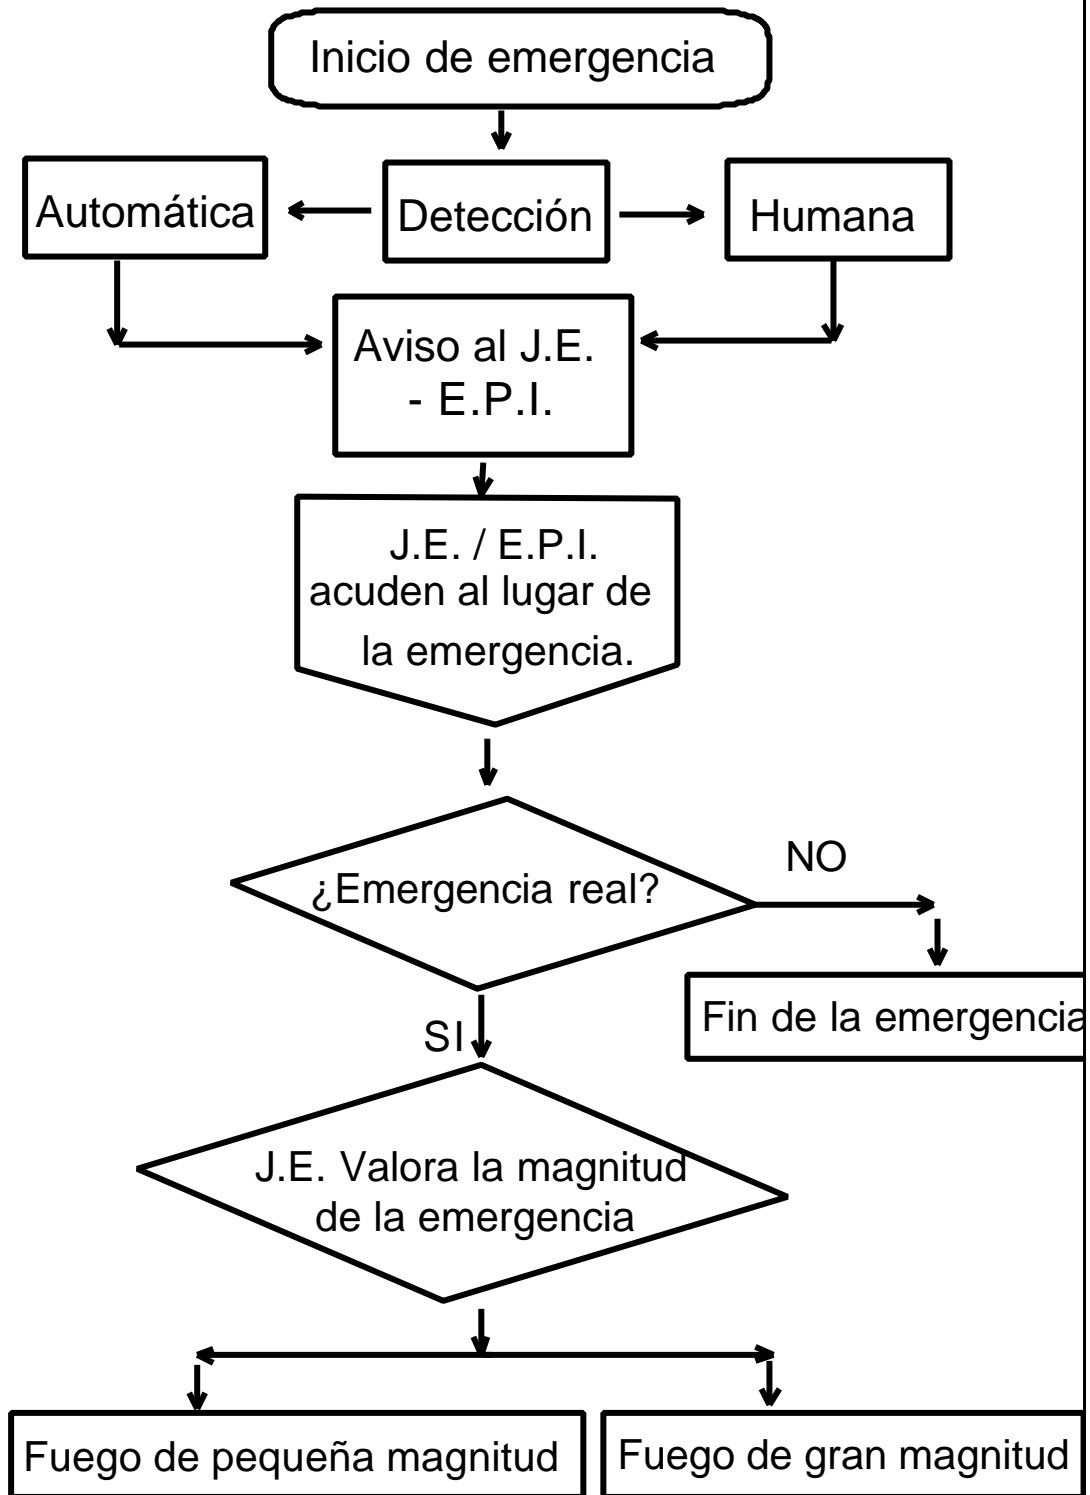 Inicio de emergencia
Automática
Detección
Humana
Aviso al J.E.
- E.P.I.
J.E. / E.P.I.
acuden al lugar de
la emergencia.
¿Emergencia real?
NO
Fin de la emergencia
SI
J.E. Valora la magnitud
de la emergencia
Fuego de pequeña magnitud
Fuego de gran magnitud